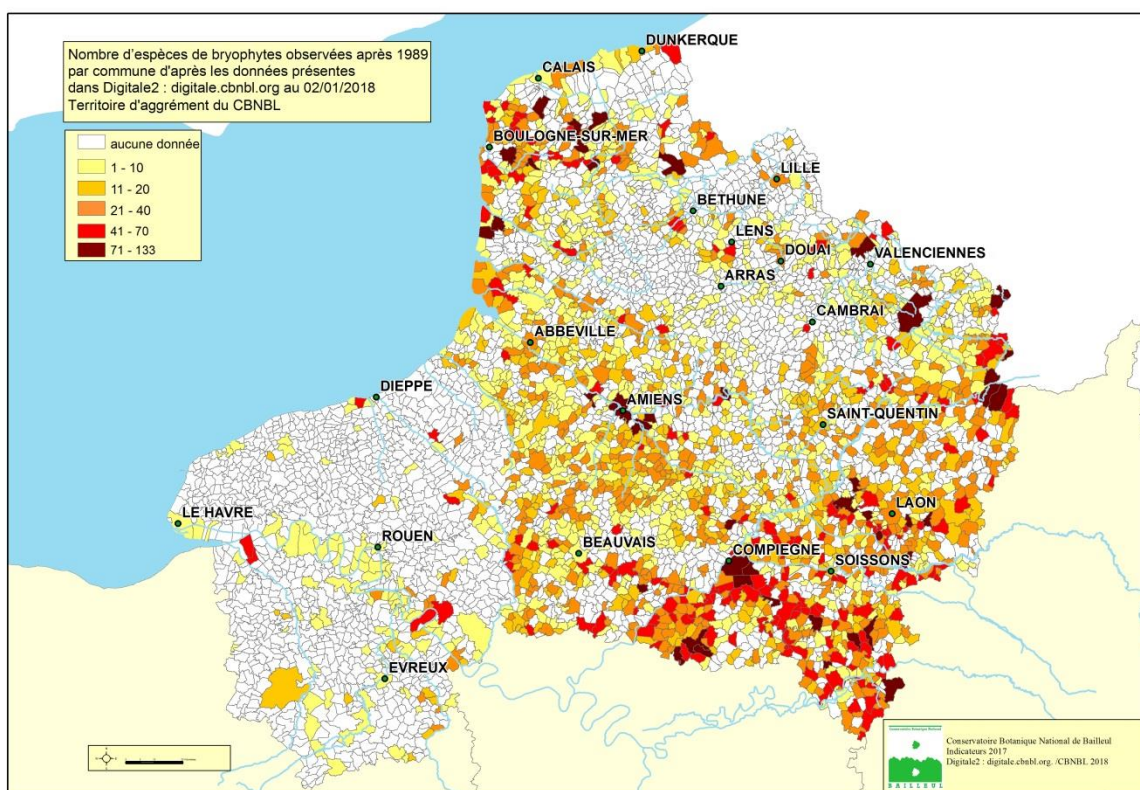 Nombre d'espèces de bryophytes observées après 1989
par commune d'après les données présentes
dans Digitale2 : digitale.cbnbl.org au 02/01/2018
Territoire d'aggrément du CBNBL
aucune donnée
1 - 10
11 - 20
21 - 40
41 - 70
71 - 133
DUNKERQUE
CALAIS
BOULOGNE-SUR-MER
LILLE
BETHUNE
LENS
DOUAI
VALENCIENNES
ARRAS
CAMBRAI
ABBEVILLE
DIEPPE
AMIENS
SAINT-QUENTIN
LAON
LE HAVRE
ROUEN
BEAUVAIS
COMPIEGNE
SOISSONS
EVREUX
Conservatoire Botanique National de Bailleul
Indicateurs 2017
Digitale2 : digitale.cbnbl.org. /CBNBL 2018
BAILLEUL